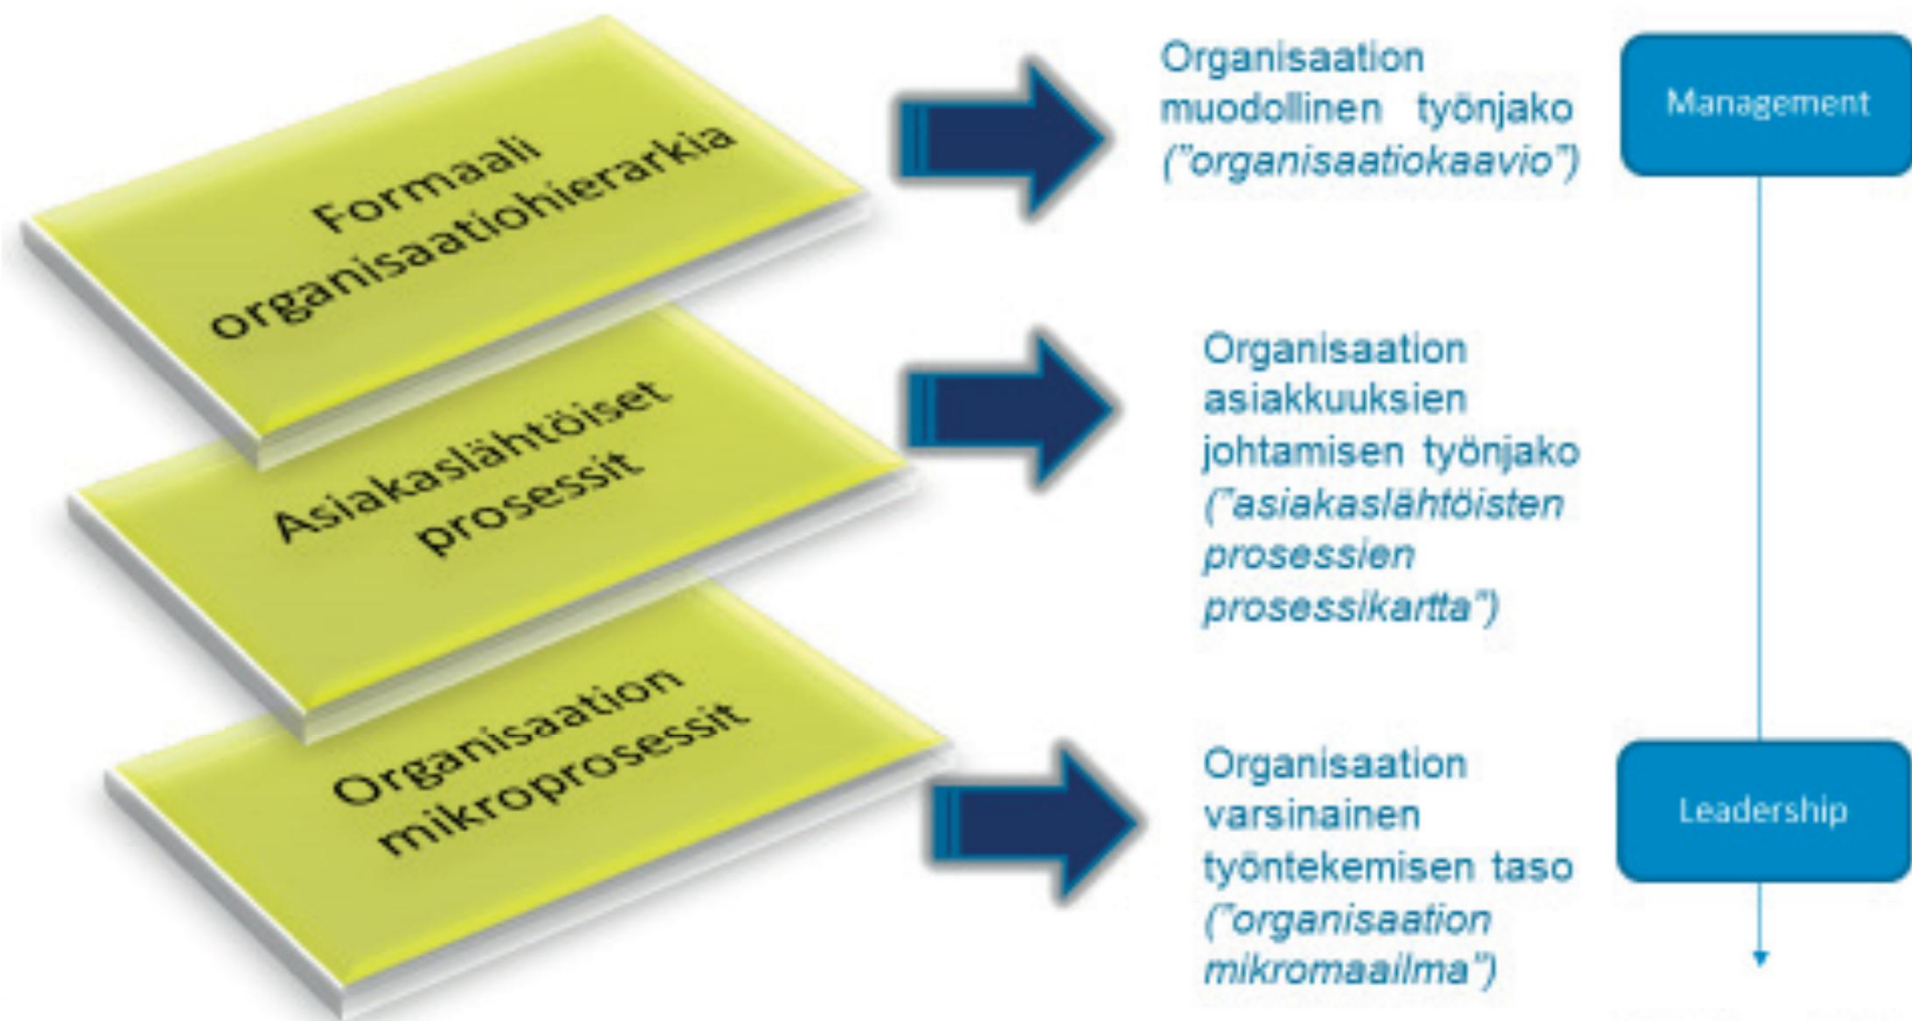 Formaali
organisaatiohierarkia
Organisaation
muodollinen työnjako
("organisaatiokaavio")
Management
Asiakaslähtöiset
prosessit
Organisaation
asiakkuuksien
johtamisen työnjako
("asiakaslähtöisten
prosessien
prosessikartta")
Organisaation
mikroprosessit
Organisaation
varsinainen
työntekemisen taso
("organisaation
mikromaailma")
Leadership